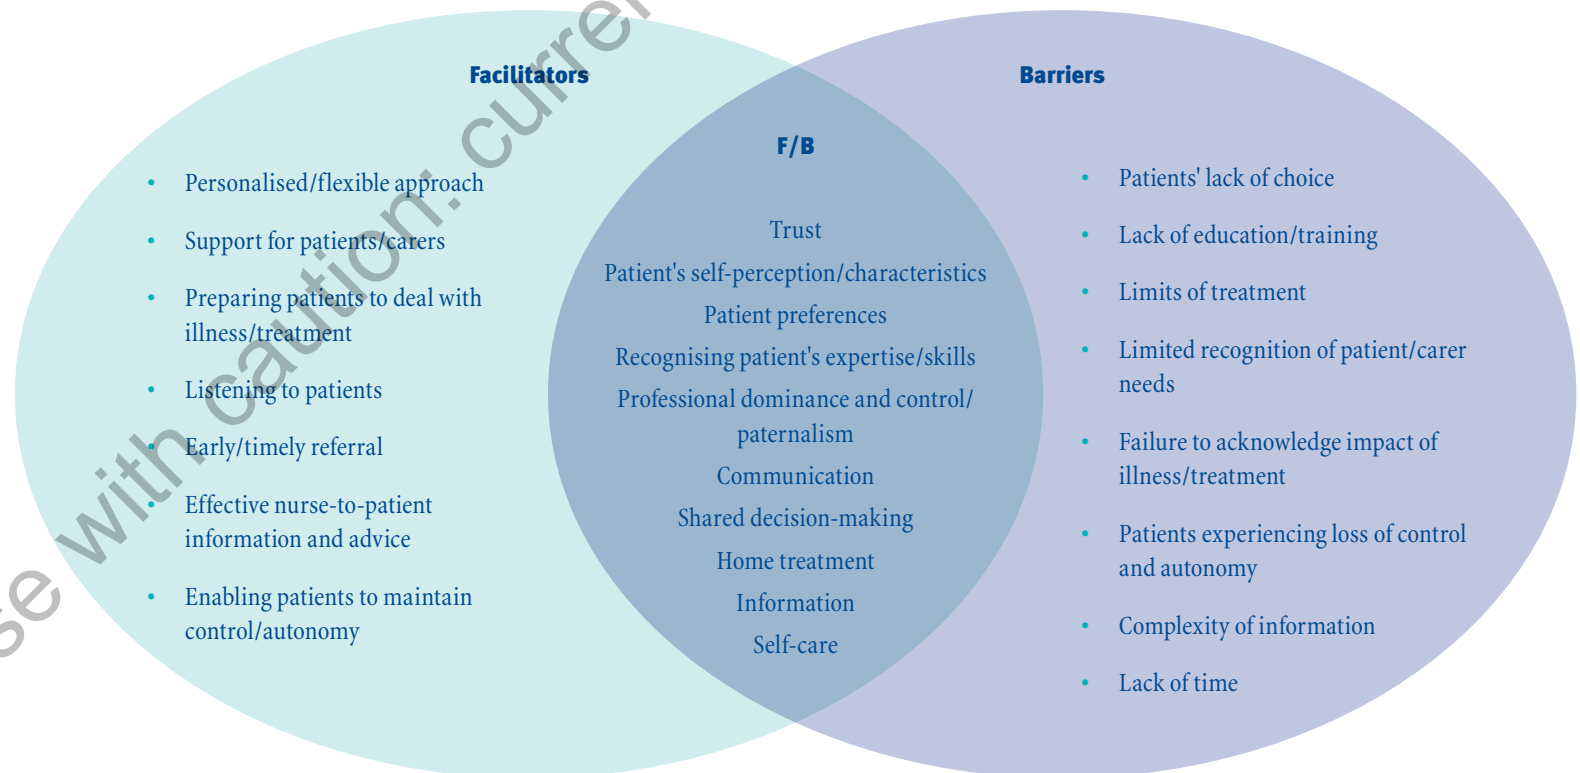 Facilitators
• Personalised/flexible approach
• Support for patients/carers
• Preparing patients to deal with
illness/treatment
• Listening to patients
• Early/timely referral
• Effective nurse-to-patient
information and advice
• Enabling patients to maintain
control/autonomy
F/B
Trust
Patient's self-perception/characteristics
Patient preferences
Recognising patient's expertise/skills
Professional dominance and control/
paternalism
Communication
Shared decision-making
Home treatment
Information
Self-care
Barriers
• Patients' lack of choice
• Lack of education/training
• Limits of treatment
• Limited recognition of patient/carer
needs
• Failure to acknowledge impact of
illness/treatment
• Patients experiencing loss of control
and autonomy
• Complexity of information
• Lack of time
with caution: